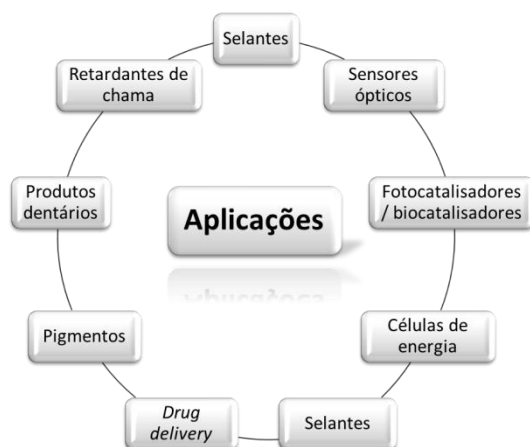 Selantes
Sensores
ópticos
Fotocatalisadores
/ biocatalisadores
Células de
energia
Selantes
Drug
delivery
Pigmentos
Produtos
dentários
Retardantes de
chama
Aplicações